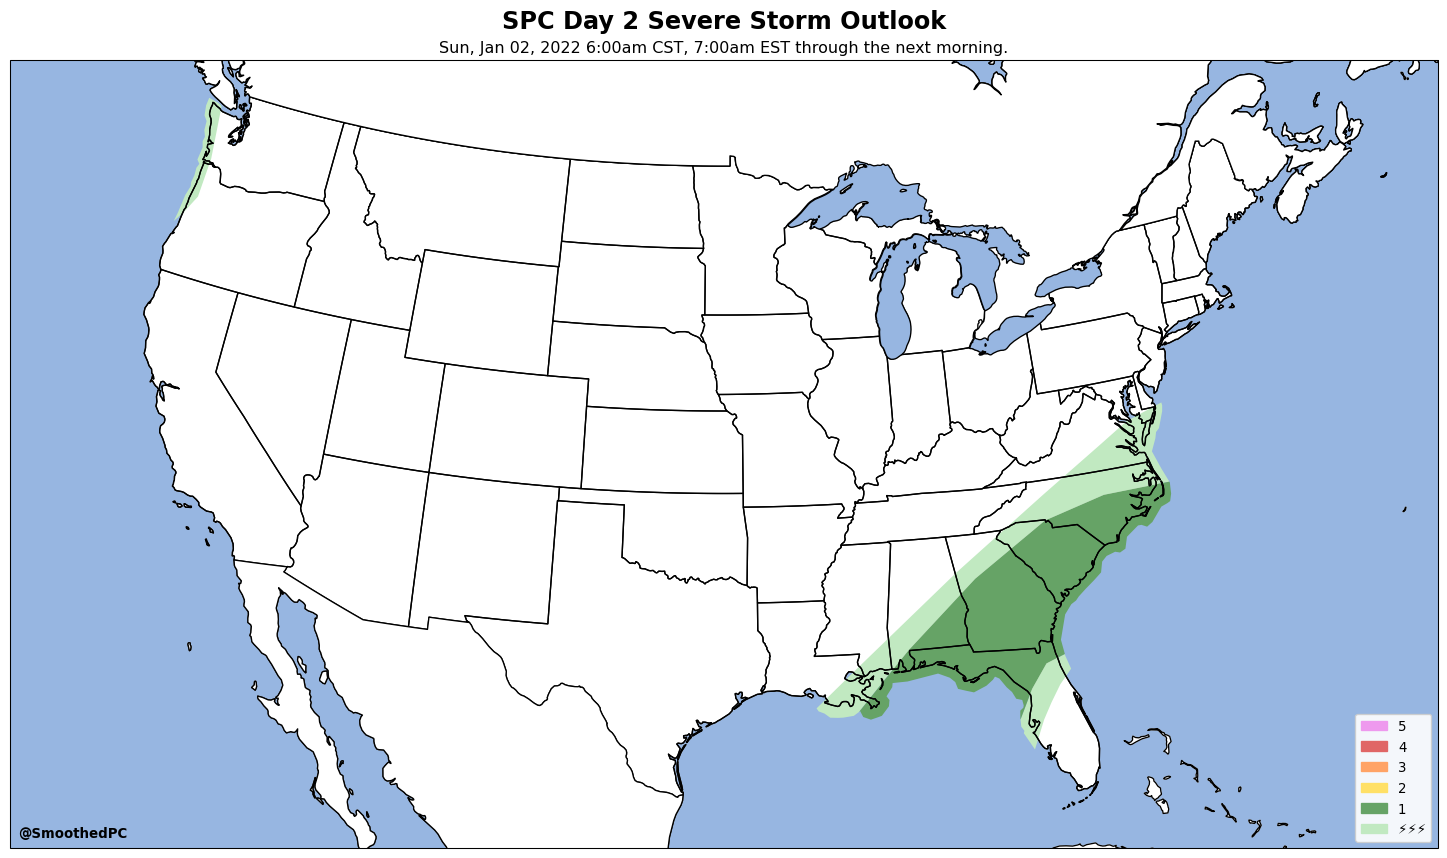 SPC Day 2 Severe Storm Outlook
Sun, Jan 02, 2022 6:00am CST, 7:00am EST through the next morning.
5
4
3
2
1
⚡⚡⚡
@SmoothedPC